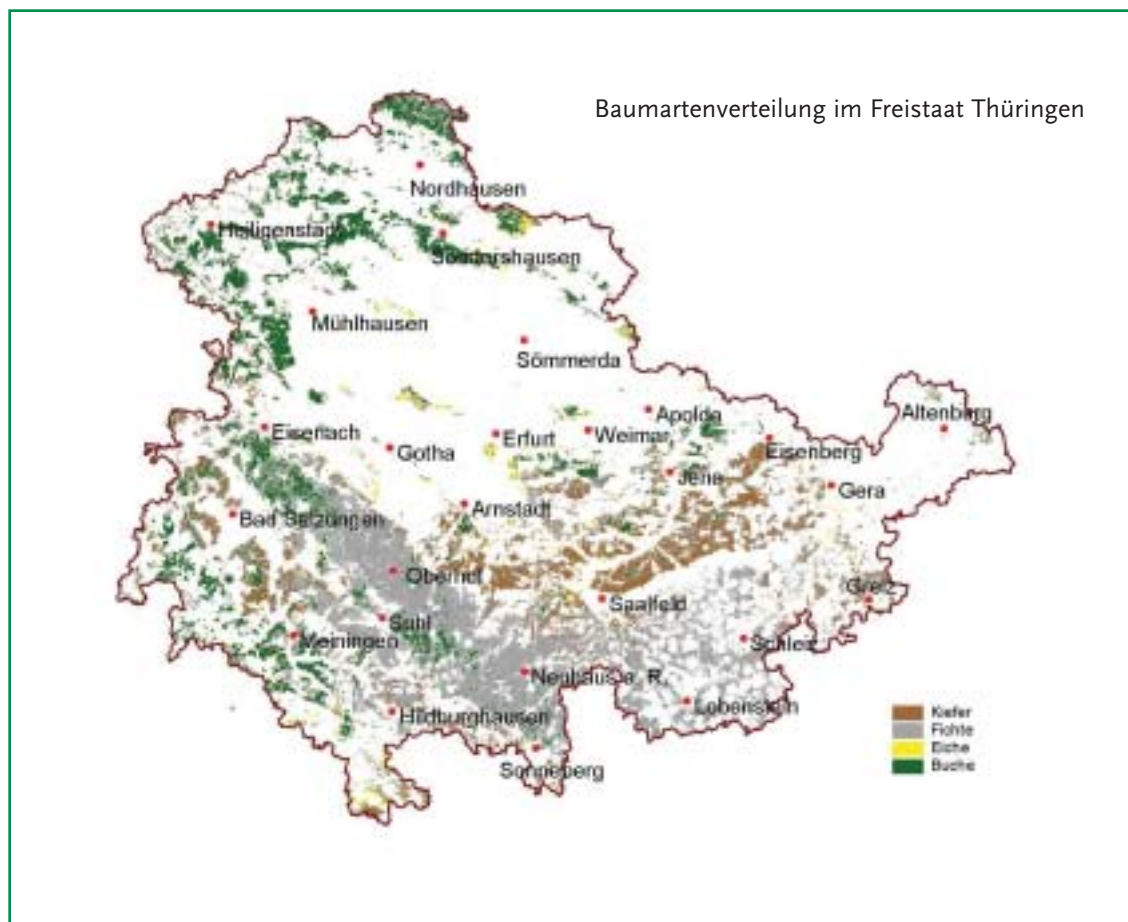 Baumartenverteilung im Freistaat Thüringen
Nordhausen
Heiligenstadt
Sondershausen
Mühlhausen
Sömmerda
Apolda
Altenburg
Eisenach
Gotha
Erfurt
Weimar
Eisenberg
Jena
Gera
Bad Salzungen
Arnstadt
Oberhof
Saalfeld
Greiz
Suhl
Meiningen
Schleiz
Neuhaus a. R.
Lobenstein
Hildburghausen
Sonneberg
Kiefer
Fichte
Eiche
Buche